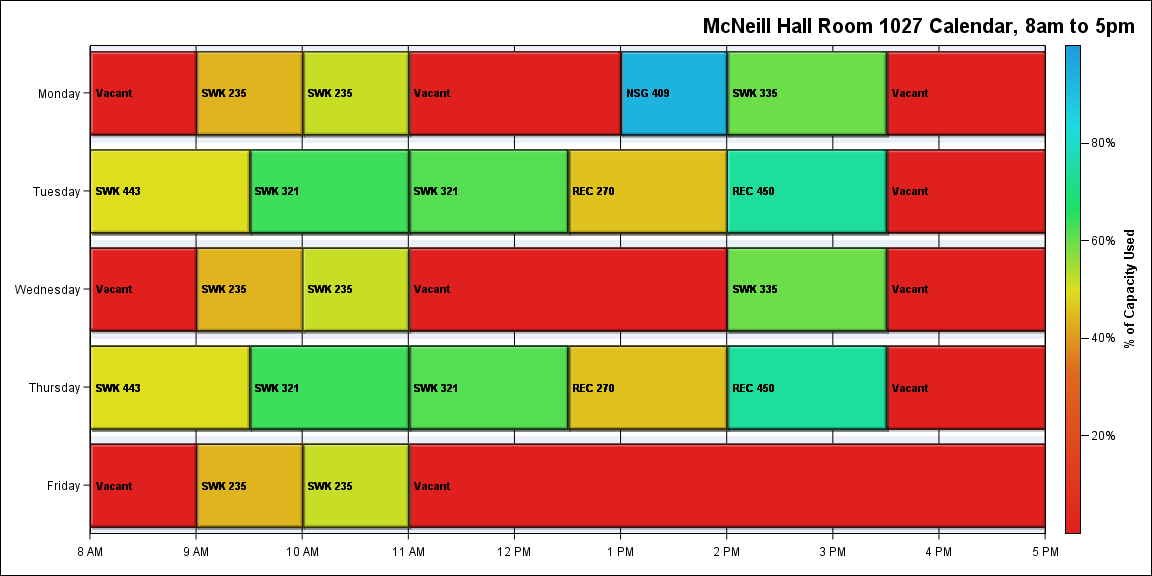 McNeill Hall Room 1027 Calendar, 8am to 5pm
Monday
Vacant
SWK 235
SWK 235
Vacant
NSG 409
SWK 335
Vacant
Tuesday
SWK 443
SWK 321
SWK 321
REC 270
REC 450
Vacant
Wednesday
Vacant
SWK 235
SWK 235
Vacant
SWK 335
Vacant
Thursday
SWK 443
SWK 321
SWK 321
REC 270
REC 450
Vacant
Friday
Vacant
SWK 235
SWK 235
Vacant
8 AM
9 AM
10 AM
11 AM
12 PM
1 PM
2 PM
3 PM
4 PM
5 PM
80%
60%
40%
20%
% of Capacity Used